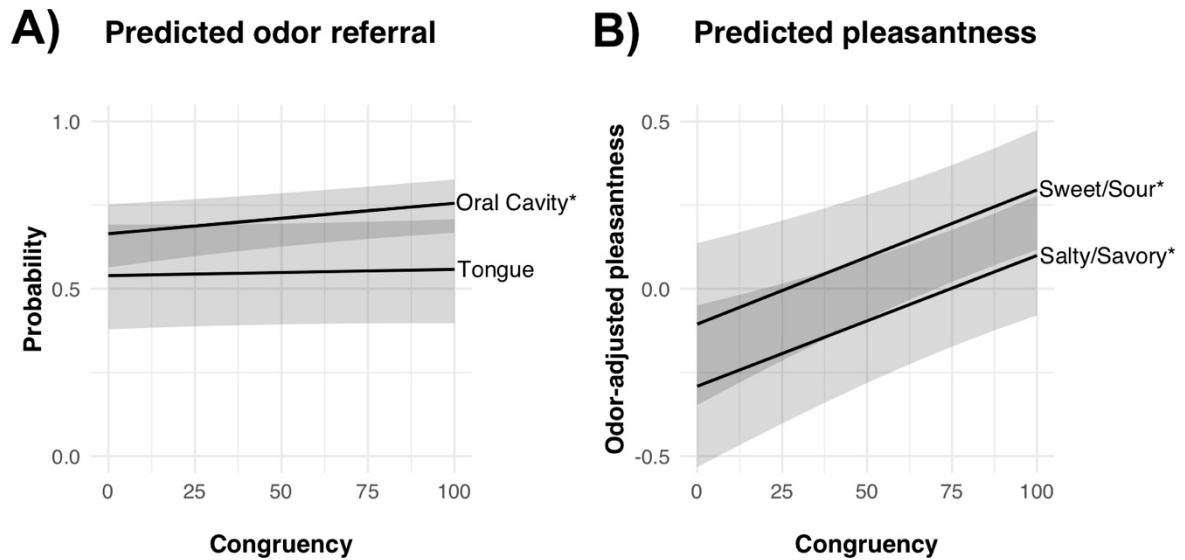 A) Predicted odor referral
Probability
1.0
0.5
0.0
Oral Cavity*
Tongue
0 25 50 75 100
Congruency
B) Predicted pleasantness
Odor-adjusted pleasantness
0.5
0.0
-0.5
Sweet/Sour*
Salty/Savory*
0 25 50 75 100
Congruency